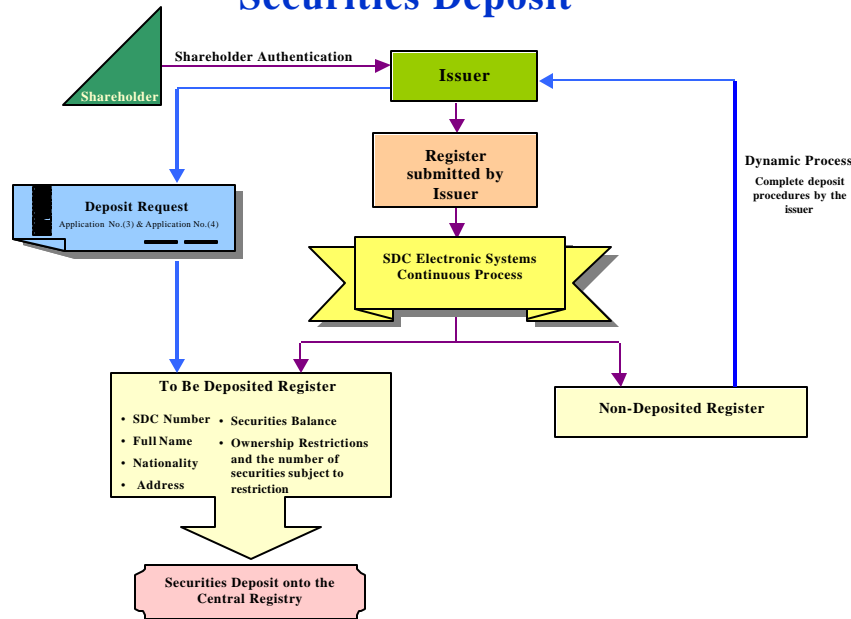 Securities Deposit
Shareholder Authentication
Issuer
Shareholder
Register
submitted by
Issuer
Dynamic Process
Complete deposit
procedures by the
issuer
Deposit Request
Application No.(3) & Application No.(4)
SDC Electronic Systems
Continuous Process
To Be Deposited Register
• SDC Number
• Full Name
• Nationality
• Address
• Securities Balance
• Ownership Restrictions
and the number of
securities subject to
restriction
Non-Deposited Register
Securities Deposit onto the
Central Registry